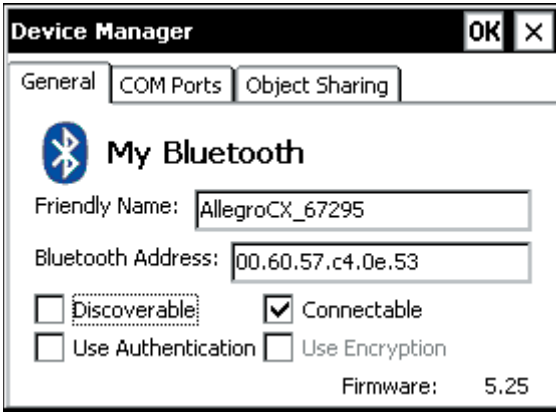 Device Manager OK ×
General COM Ports Object Sharing
My Bluetooth
Friendly Name: AllegroCX_67295
Bluetooth Address: 00.60.57.c4.0e.53
Discoverable Connectable
Use Authentication Use Encryption
Firmware: 5.25